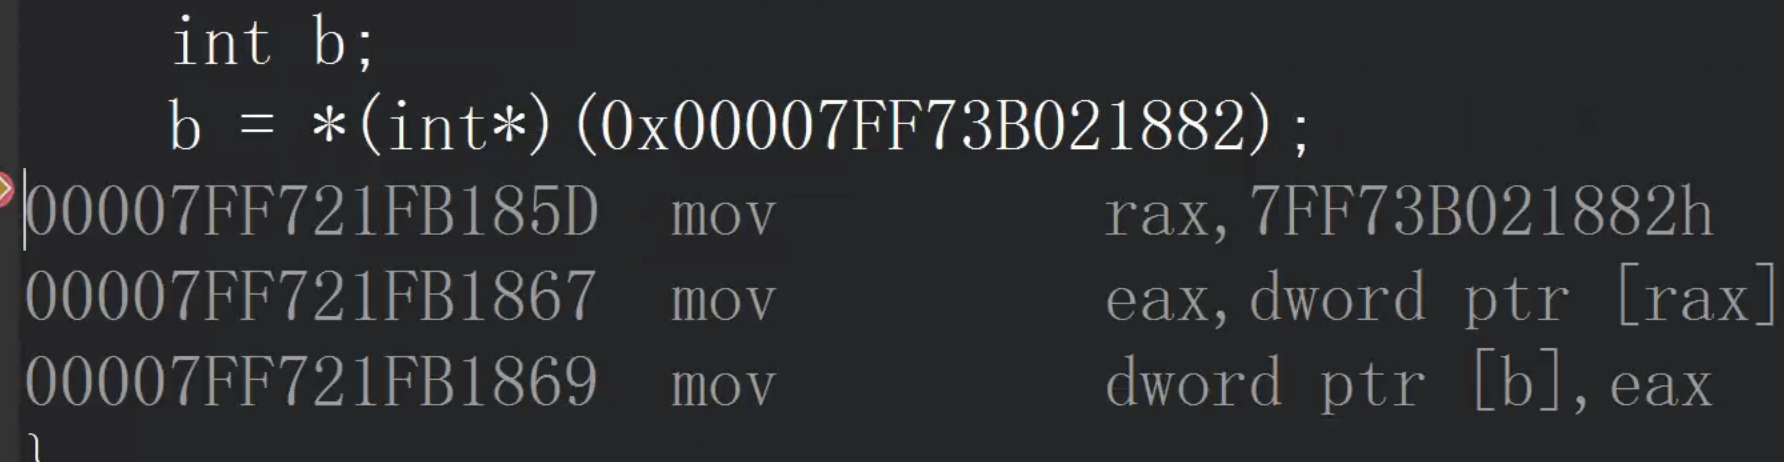 int b;
b = *(int*)(0x00007FF73B021882);
00007FF721FB185D mov rax,7FF73B021882h
00007FF721FB1867 mov eax,dword ptr [rax]
00007FF721FB1869 mov dword ptr [b],eax
}